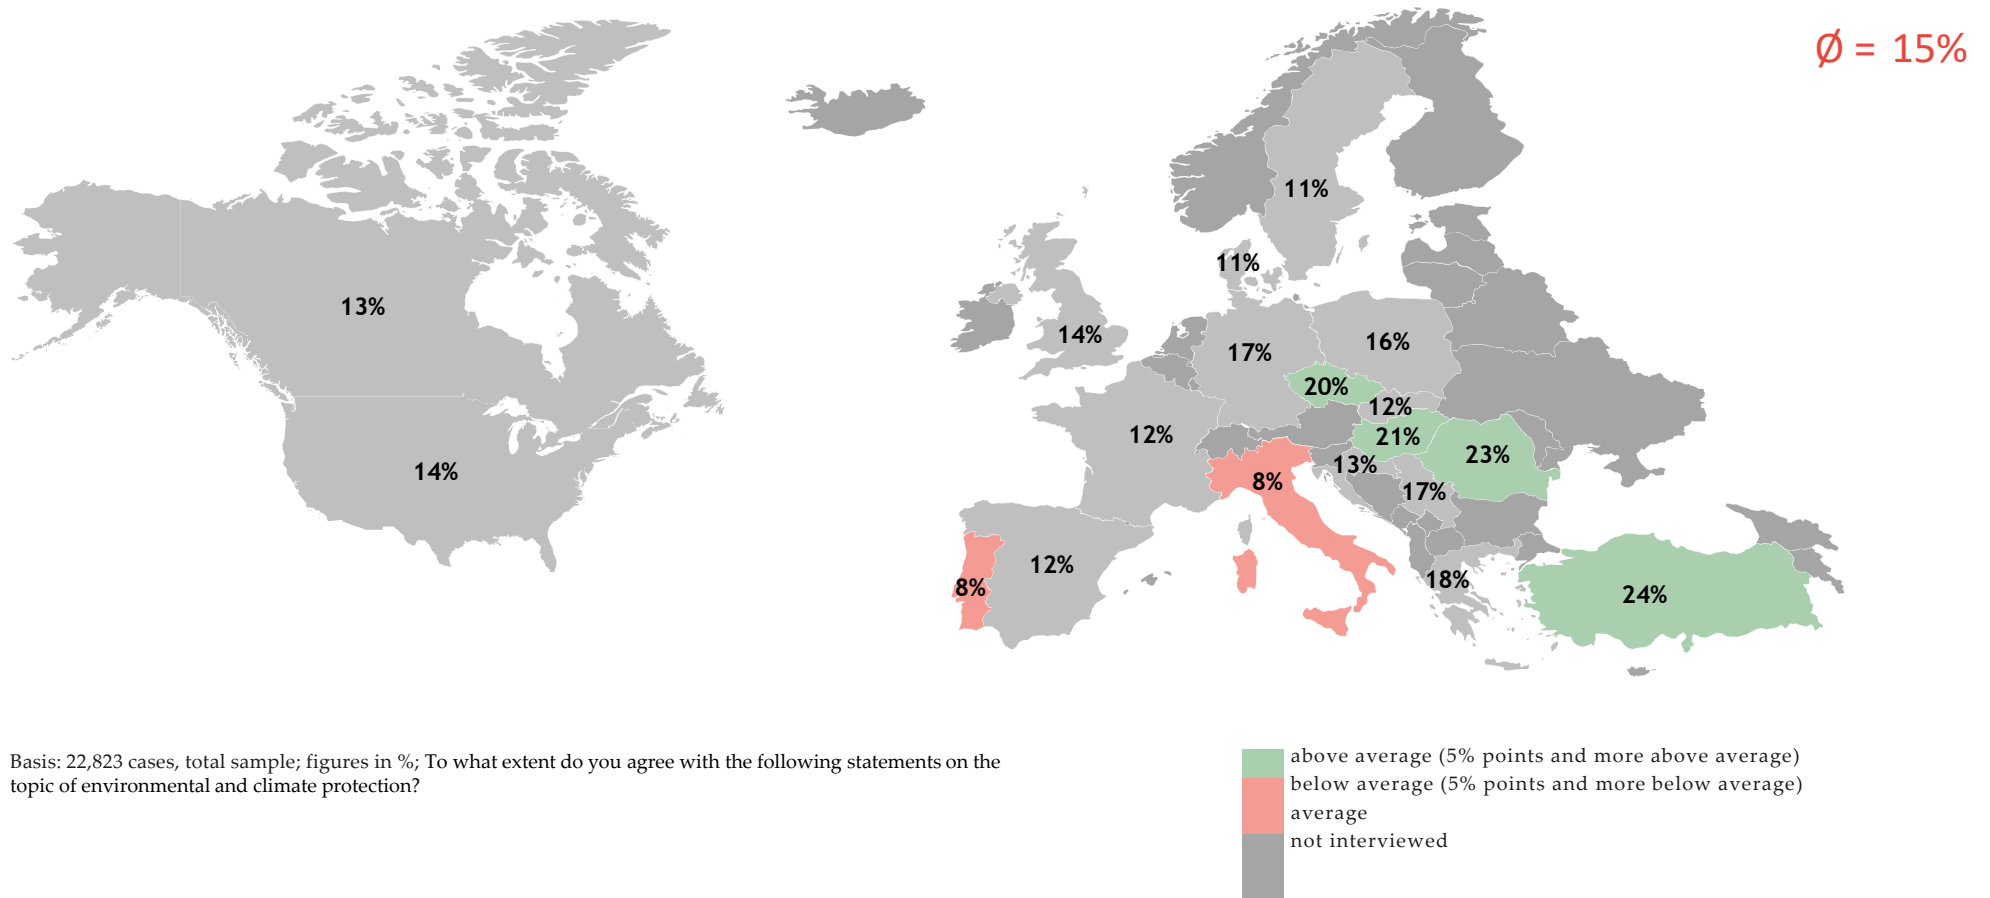 Ø = 15%
11%
11%
13%
14%
17%
16%
20%
12%
12%
21%
23%
13%
14%
8%
17%
12%
18%
8%
24%
Basis: 22,823 cases, total sample; figures in %; To what extent do you agree with the following statements on the
topic of environmental and climate protection?
above average (5% points and more above average)
below average (5% points and more below average)
average
not interviewed